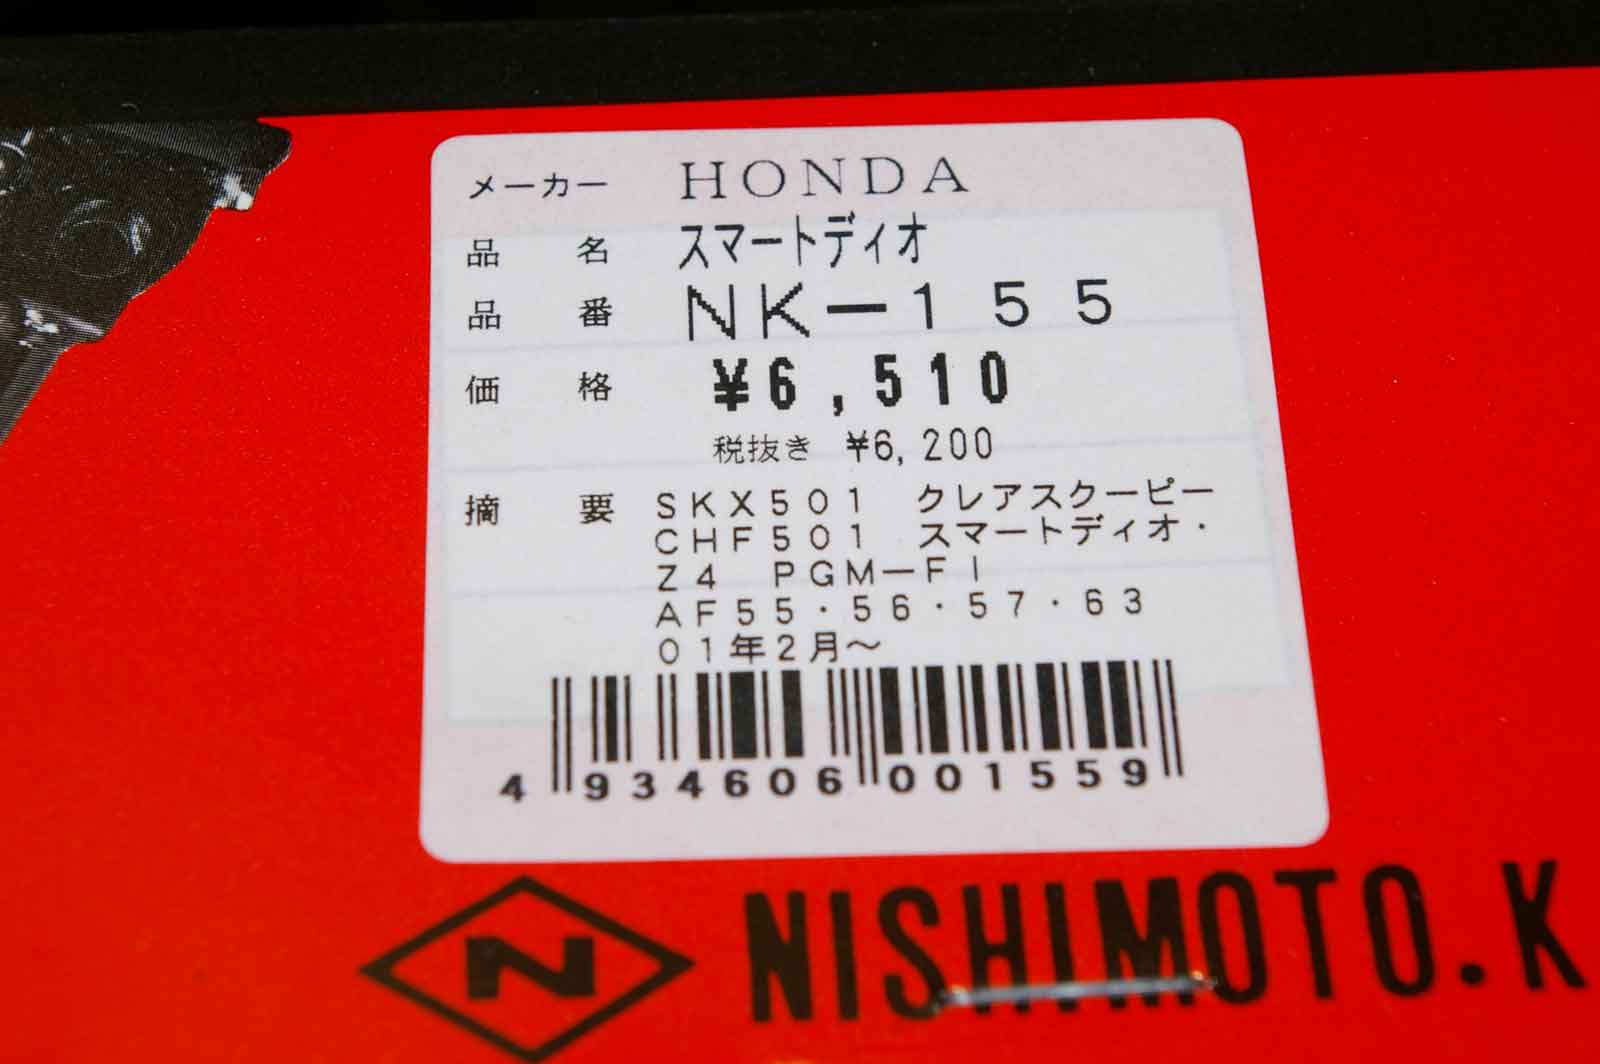 メーカー HONDA
品名 スマートディオ
品番 NK-155
価格 ¥6,510
税抜き ¥6,200
摘要 SKX501 クレアスクーピー
CHF501 スマートディオ・
Z4 PGM-FI
AF55・56・57・63
01年2月〜
4 934606 001559
N NISHIMOTO.K